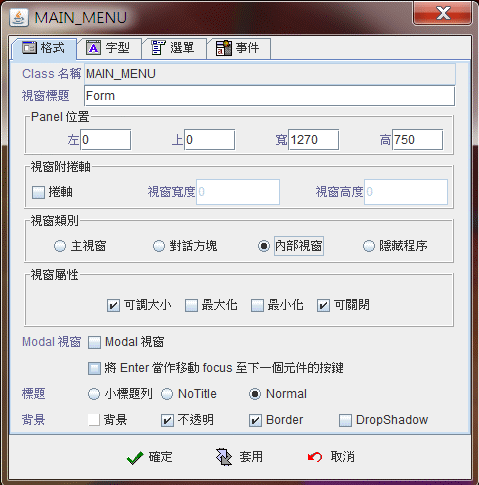 MAIN_MENU
格式 字型 選單 事件
Class 名稱 MAIN_MENU
視窗標題 Form
Panel 位置
左 0 上 0 寬 1270 高 750
視窗附捲軸
捲軸 視窗寬度 0 視窗高度 0
視窗類別
主視窗 對話方塊 內部視窗 隱藏程序
視窗屬性
可調大小 最大化 最小化 可關閉
Modal 視窗 Modal 視窗
將 Enter 當作移動 focus 至下一個元件的按鍵
標題 小標題列 NoTitle Normal
背景 背景 不透明 Border DropShadow
確定 套用 取消